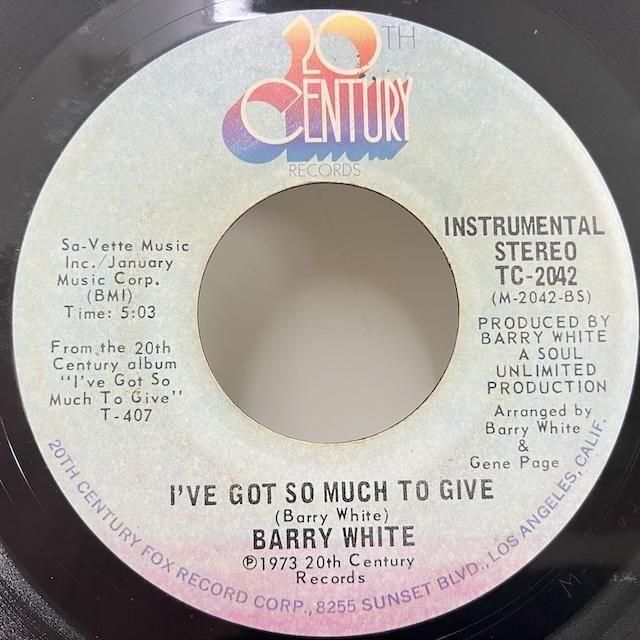 20TH
CENTURY
RECORDS
INSTRUMENTAL
STEREO
TC-2042
(M-2042-BS)
PRODUCED BY
BARRY WHITE
A SOUL
UNLIMITED
PRODUCTION
Arranged by
Barry White
&
Gene Page
Sa-Vette Music
Inc./January
Music Corp.
(BMI)
Time: 5:03
From the 20th
Century album
"I've Got So
Much To Give"
T-407
I'VE GOT SO MUCH TO GIVE
(Barry White)
BARRY WHITE
Ⓟ1973 20th Century
Records
20TH CENTURY FOX RECORD CORP., 8255 SUNSET BLVD., LOS ANGELES, CALIF.
M